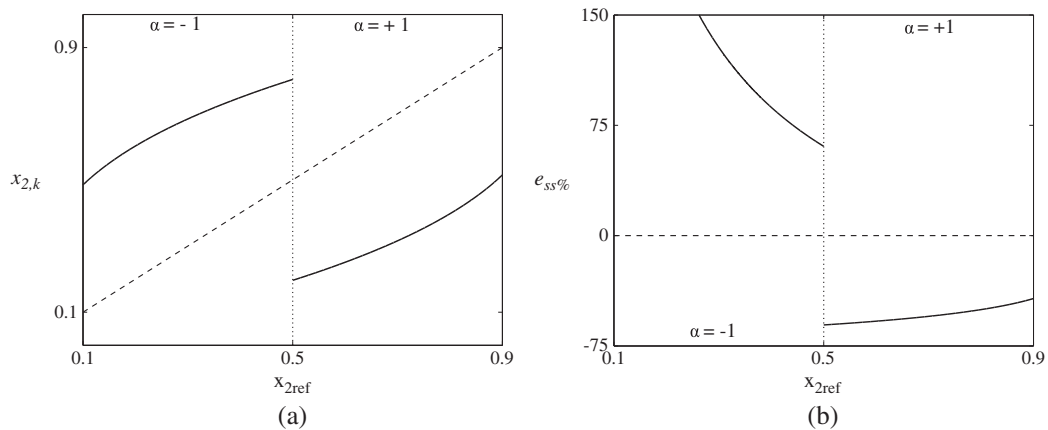 α = - 1
α = + 1
0.9
x2,k
0.1
0.1
0.5
0.9
x2ref
(a)
150
α = +1
75
ess%
0
α = -1
-75
0.1
0.5
0.9
x2ref
(b)